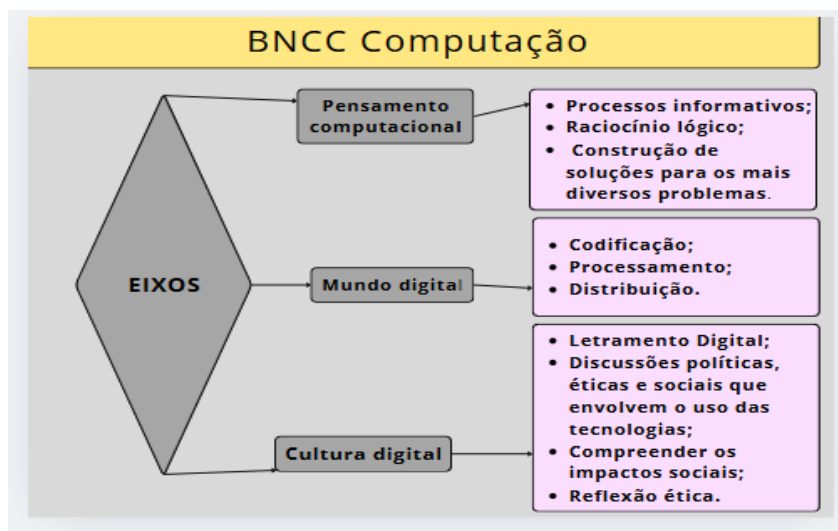 BNCC Computação
Pensamento
computacional
• Processos informativos;
• Raciocínio lógico;
• Construção de
soluções para os mais
diversos problemas.
EIXOS
Mundo digital
• Codificação;
• Processamento;
• Distribuição.
Cultura digital
• Letramento Digital;
• Discussões políticas,
éticas e sociais que
envolvem o uso das
tecnologias;
• Compreender os
impactos sociais;
• Reflexão ética.